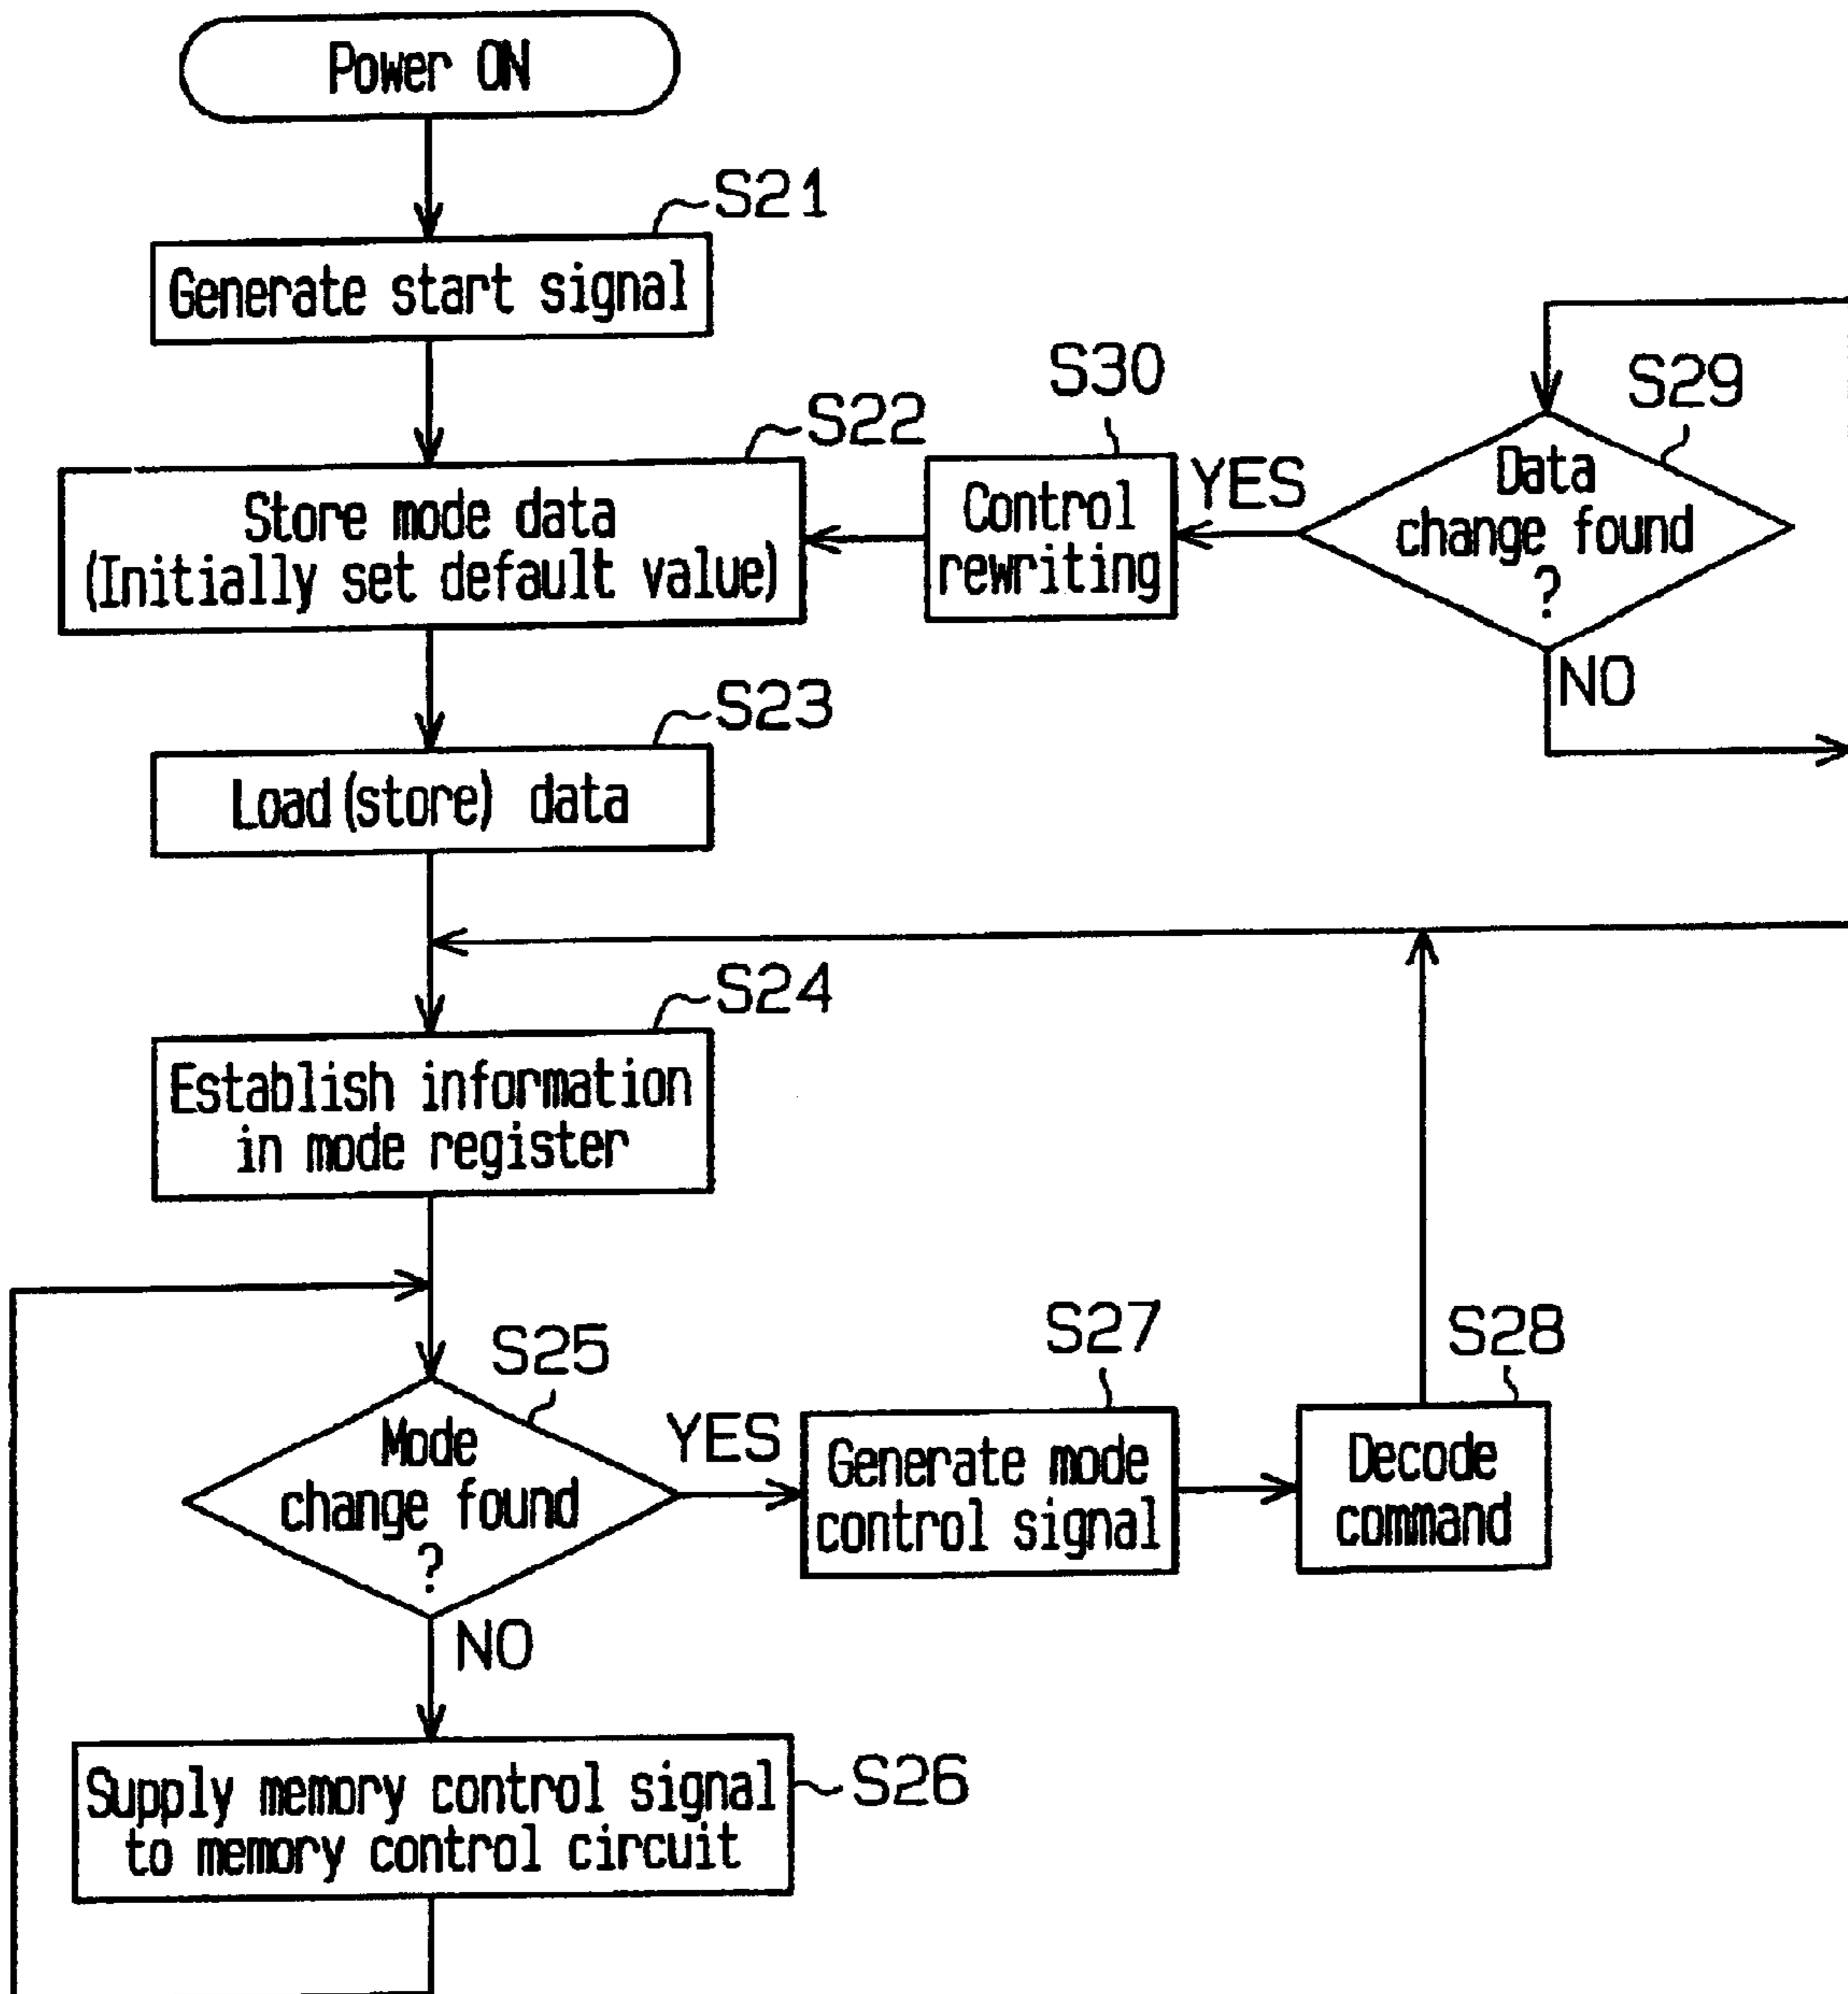 Power ON
S21
Generate start signal
S22
Store mode data
(Initially set default value)
S30
Control
rewriting
YES
S29
Data
change found
?
NO
S23
Load(store) data
S24
Establish information
in mode register
S25
Mode
change found
?
YES
NO
S27
Generate mode
control signal
S28
Decode
command
S26
Supply memory control signal
to memory control circuit